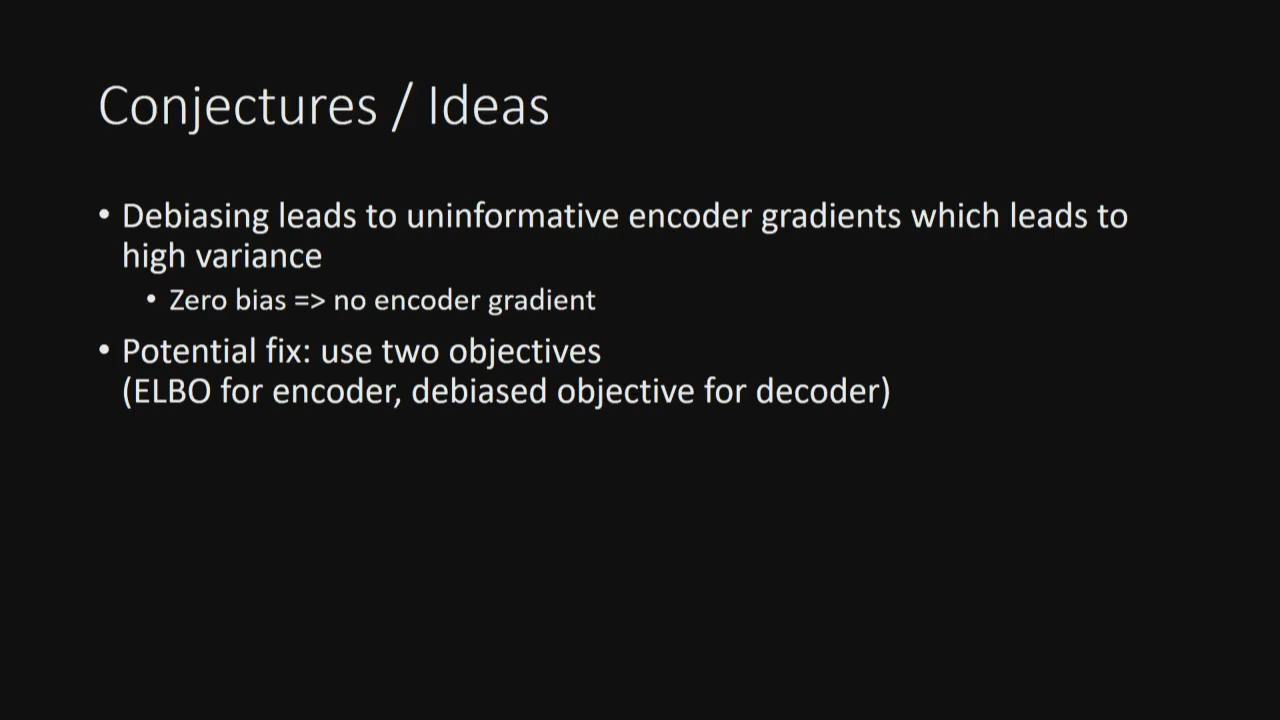 Conjectures / Ideas
• Debiasing leads to uninformative encoder gradients which leads to
high variance
• Zero bias => no encoder gradient
• Potential fix: use two objectives
(ELBO for encoder, debiased objective for decoder)